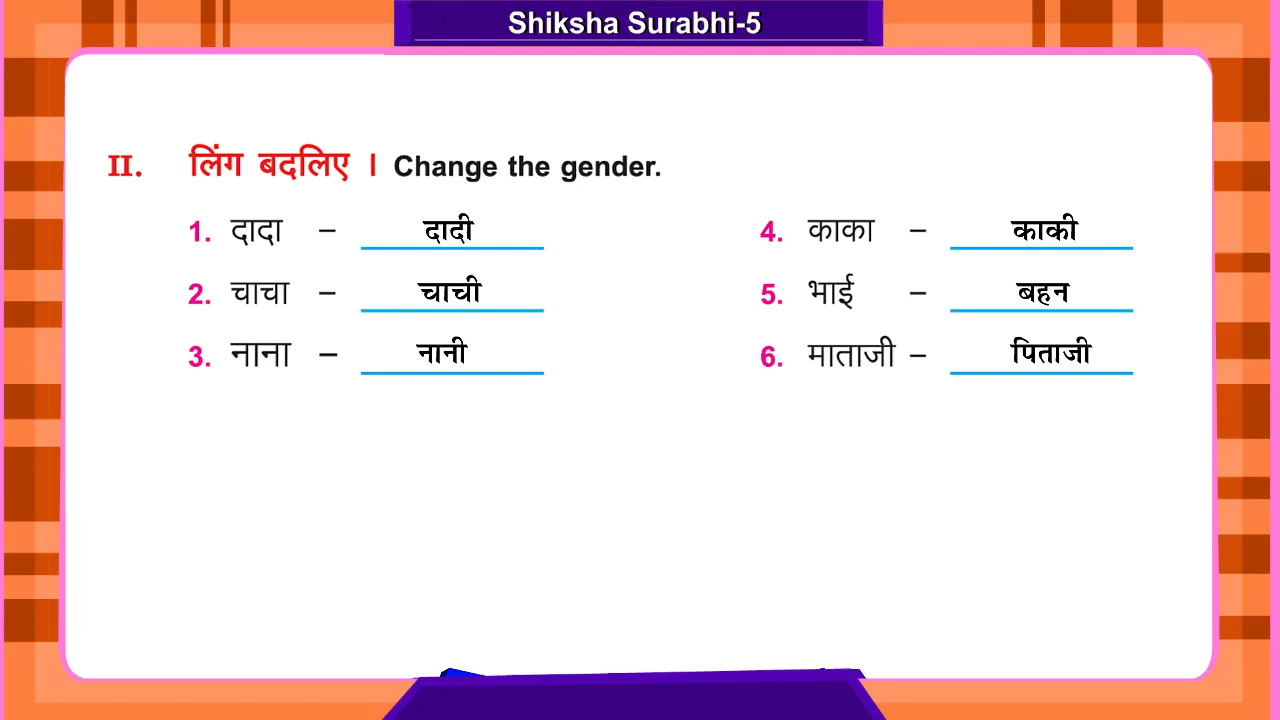 Shiksha Surabhi-5
II. लिंग बदलिए । Change the gender.
1. दादा – दादी
2. चाचा – चाची
3. नाना – नानी
4. काका – काकी
5. भाई – बहन
6. माताजी – पिताजी